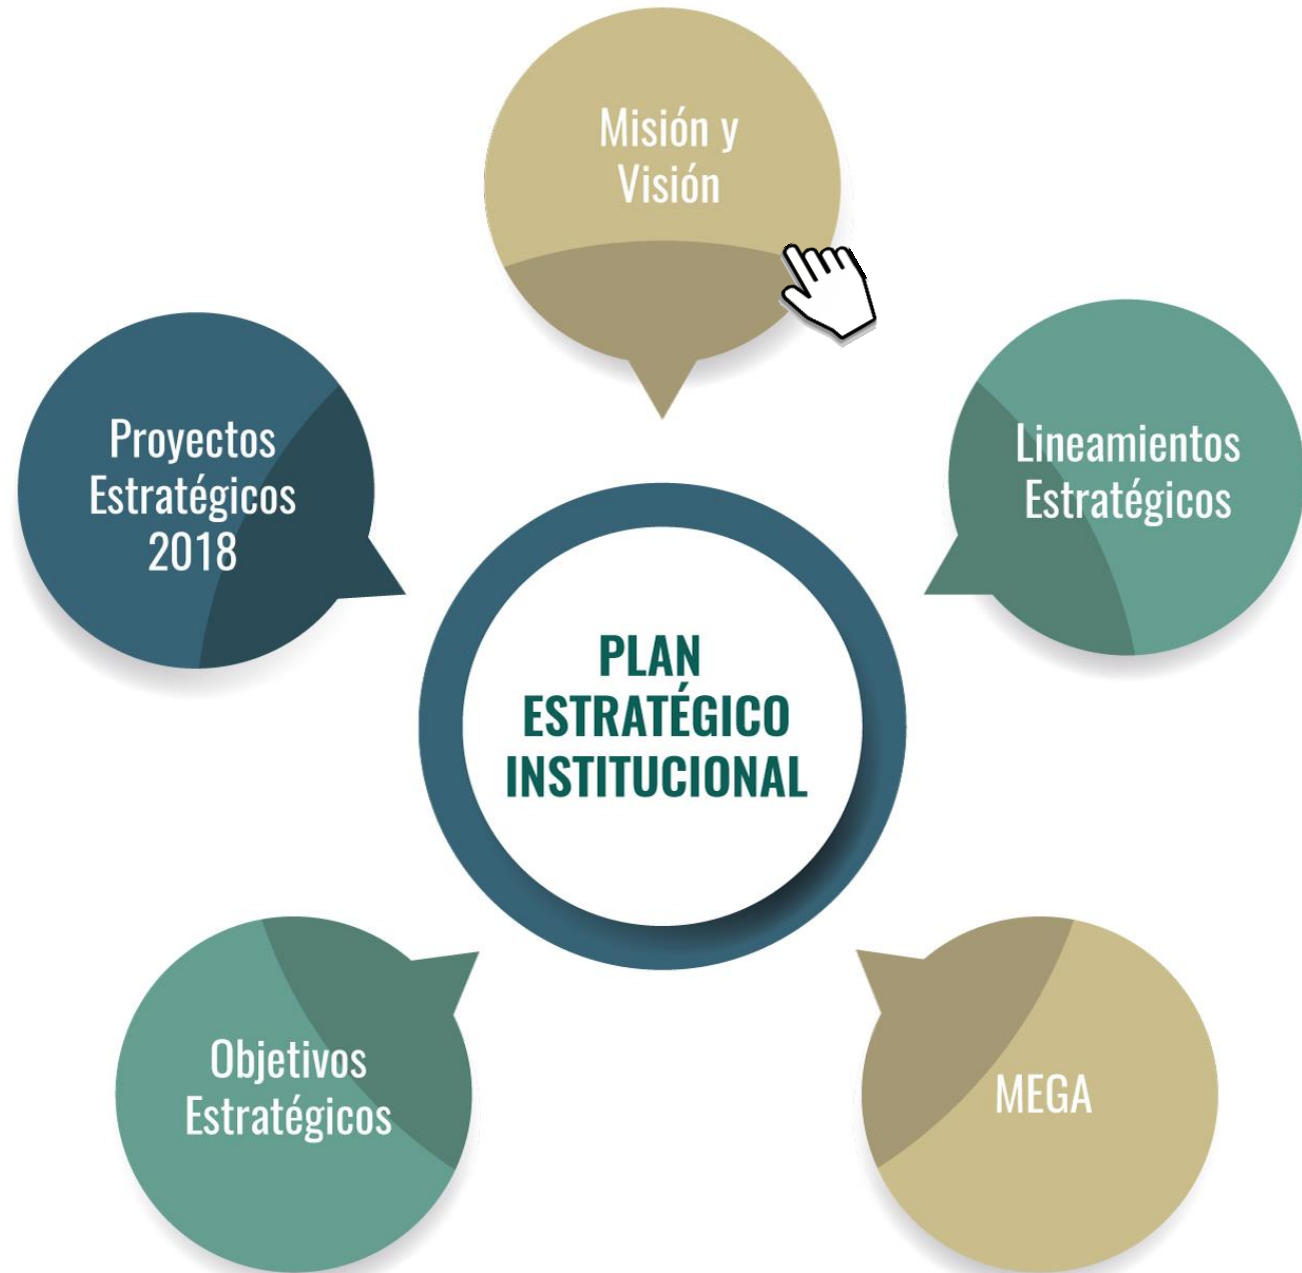 Misión y
Visión
Lineamientos
Estratégicos
MEGA
Objetivos
Estratégicos
Proyectos
Estratégicos
2018
PLAN
ESTRATÉGICO
INSTITUCIONAL